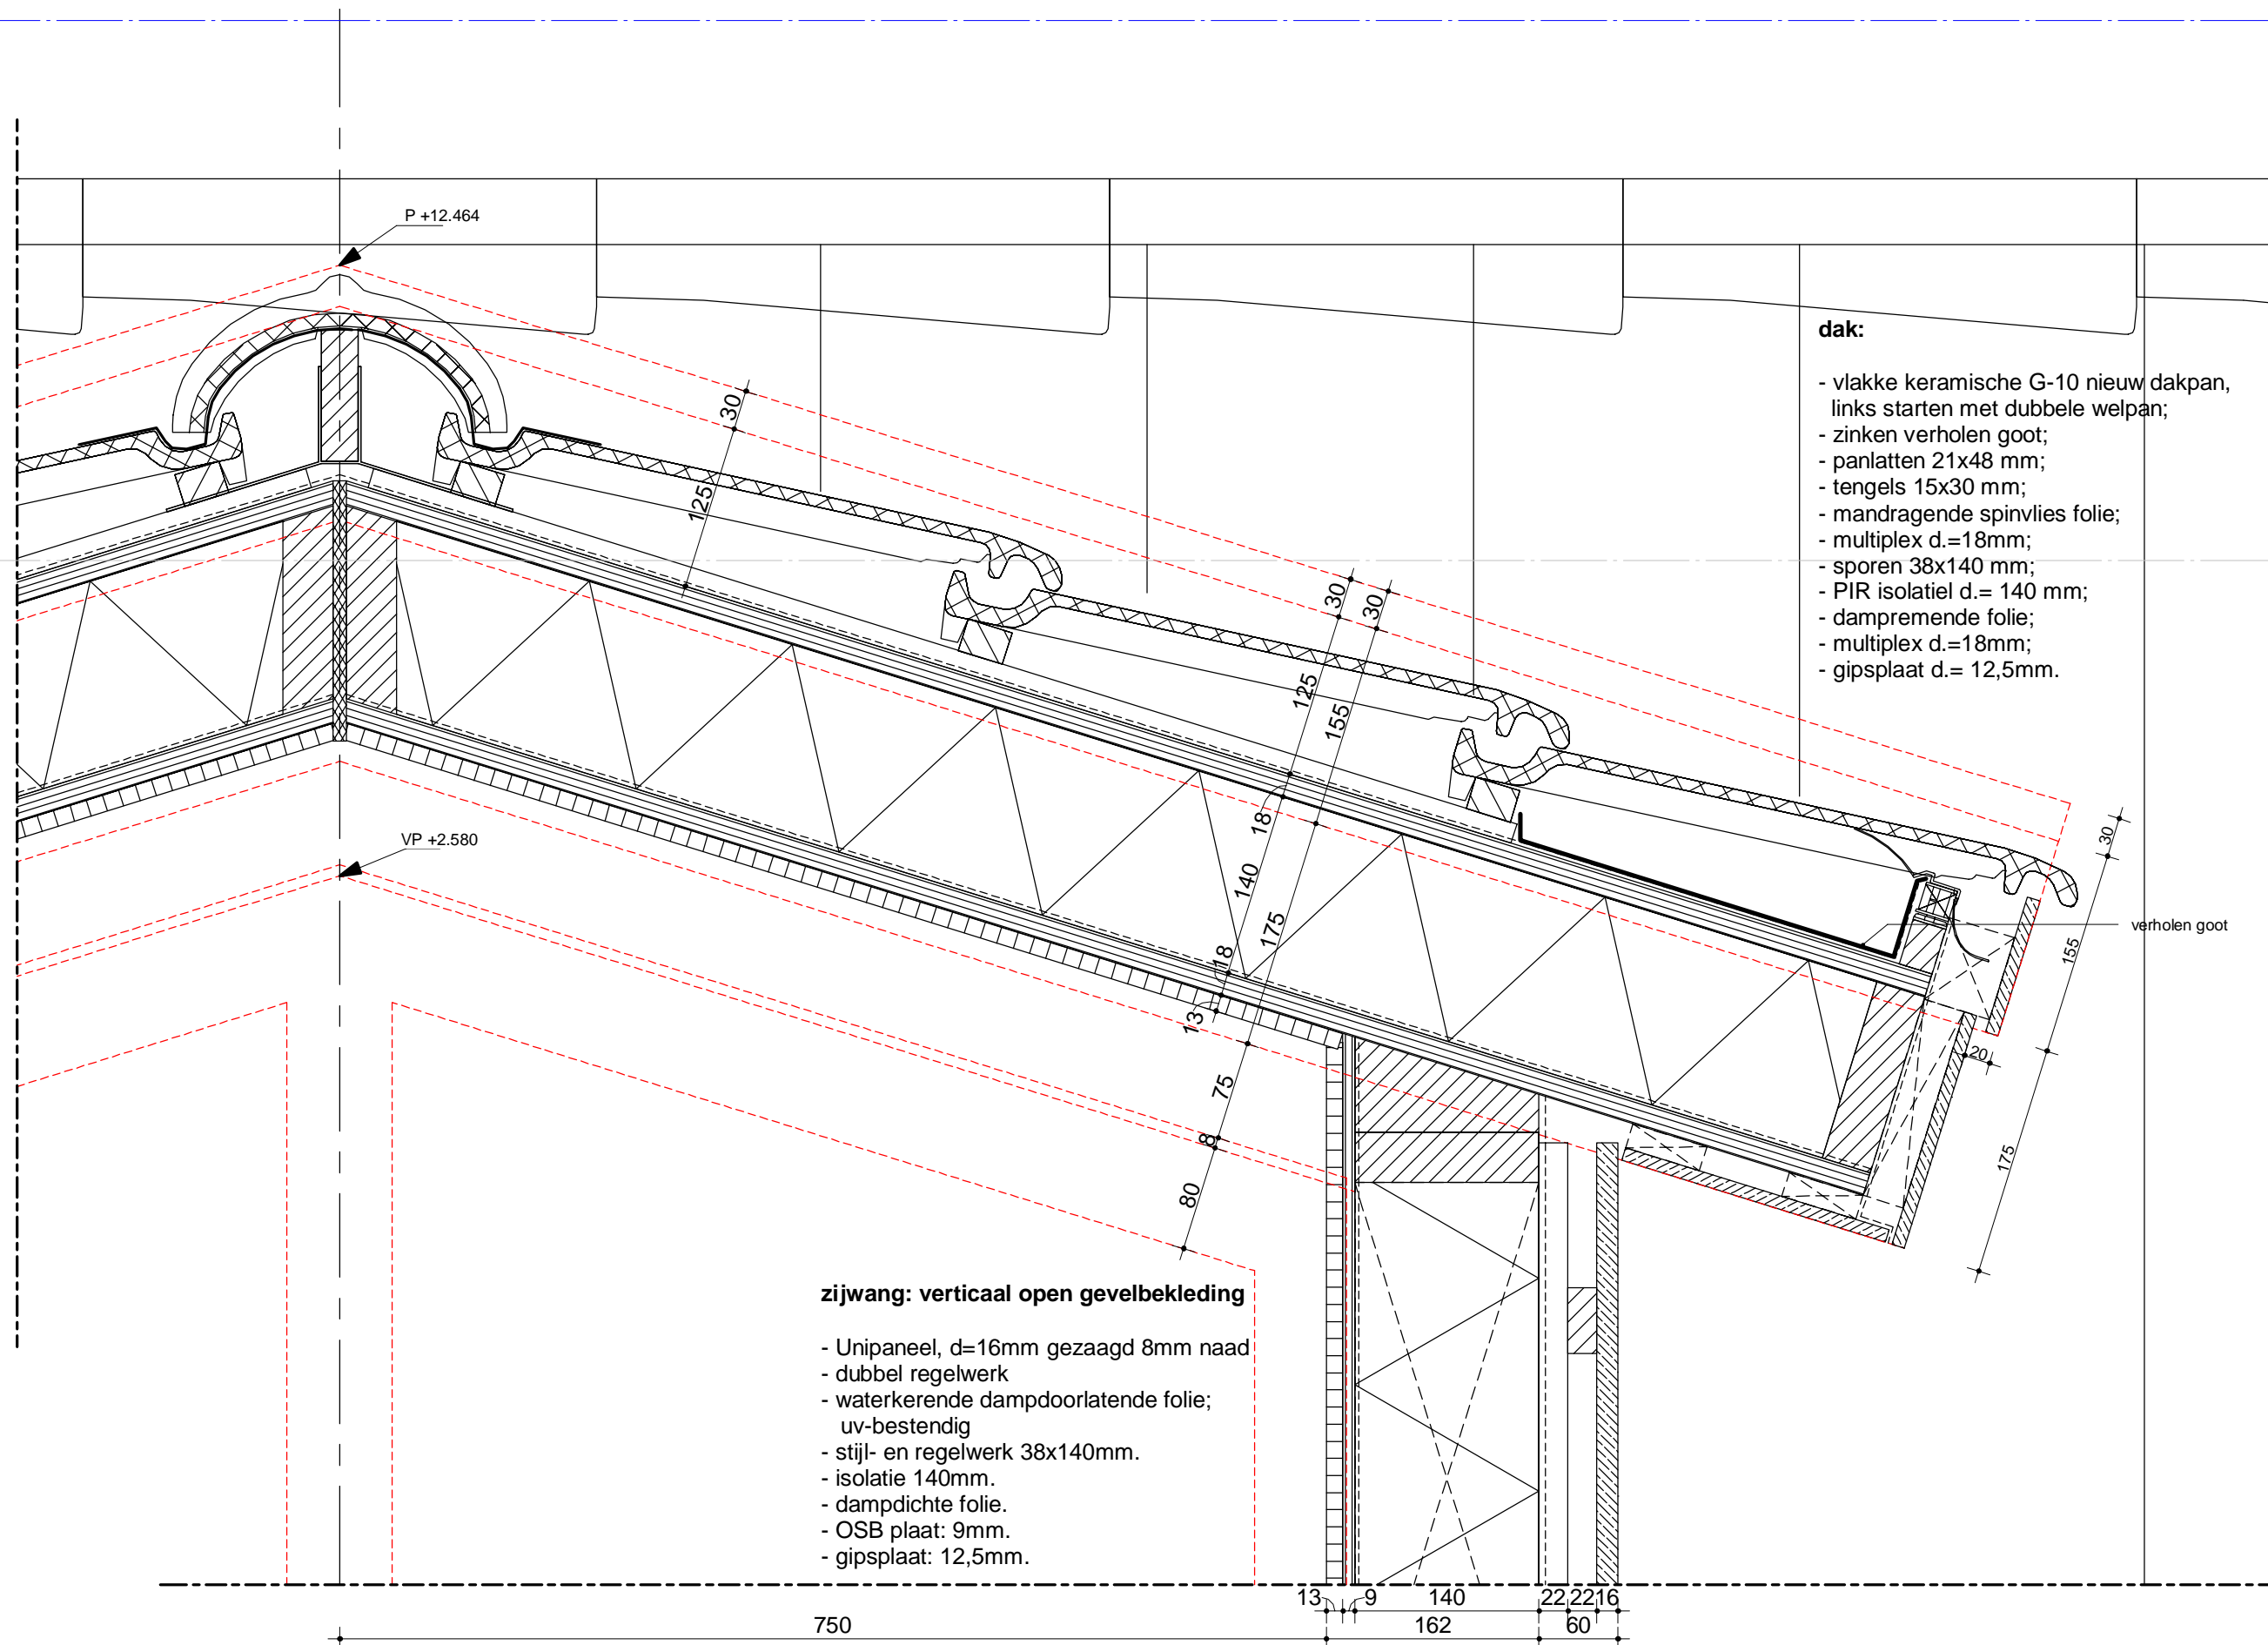 P +12.464
dak:
- vlakke keramische G-10 nieuw dakpan,
links starten met dubbele welpan;
- zinken verholen goot;
- panlatten 21x48 mm;
- tengels 15x30 mm;
- mandragende spinvlies folie;
- multiplex d.=18mm;
- sporen 38x140 mm;
- PIR isolatiel d.= 140 mm;
- dampremende folie;
- multiplex d.=18mm;
- gipsplaat d.= 12,5mm.
30
125
30
30
125
155
18
140
175
18
13
75
8
80
VP +2.580
30
155
verholen goot
20
175
zijwang: verticaal open gevelbekleding
- Unipaneel, d=16mm gezaagd 8mm naad
- dubbel regelwerk
- waterkerende dampdoorlatende folie;
uv-bestendig
- stijl- en regelwerk 38x140mm.
- isolatie 140mm.
- dampdichte folie.
- OSB plaat: 9mm.
- gipsplaat: 12,5mm.
13 9 140 22 22 16
750 162 60